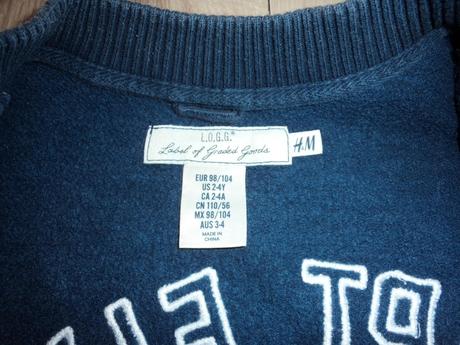 L.O.G.G.®
Label of Graded Goods
H&M
EUR 98/104
US 2-4Y
CA 2-4A
CN 110/56
MX 98/104
AUS 3-4
MADE IN
CHINA